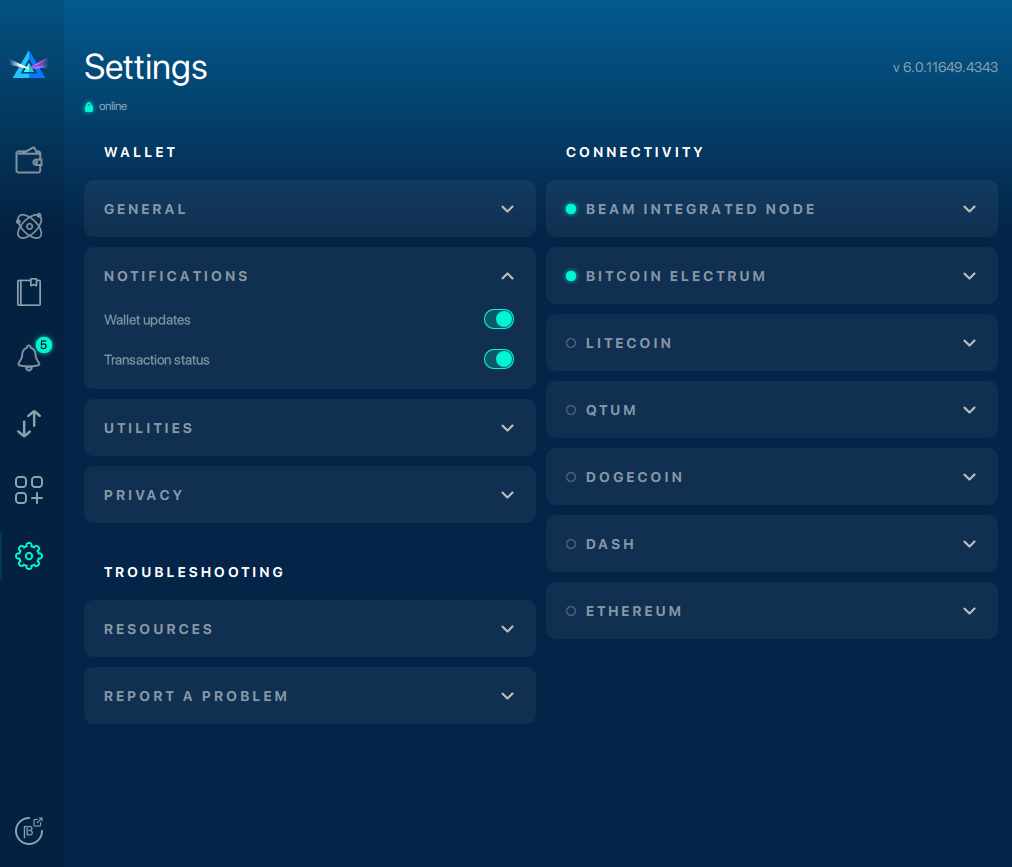 Settings
v 6.0.11649.4343
online
WALLET
GENERAL
NOTIFICATIONS
Wallet updates
Transaction status
UTILITIES
PRIVACY
TROUBLESHOOTING
RESOURCES
REPORT A PROBLEM
CONNECTIVITY
BEAM INTEGRATED NODE
BITCOIN ELECTRUM
LITECOIN
QTUM
DOGECOIN
DASH
ETHEREUM
5
B